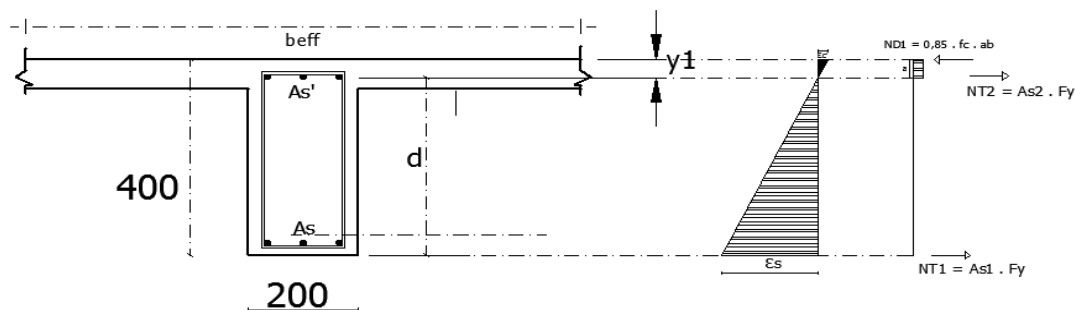 beff
y1
ND1 = 0,85 . fc . ab
a
NT2 = As2 . Fy
As'
d
400
As
εs
NT1 = As1 . Fy
200